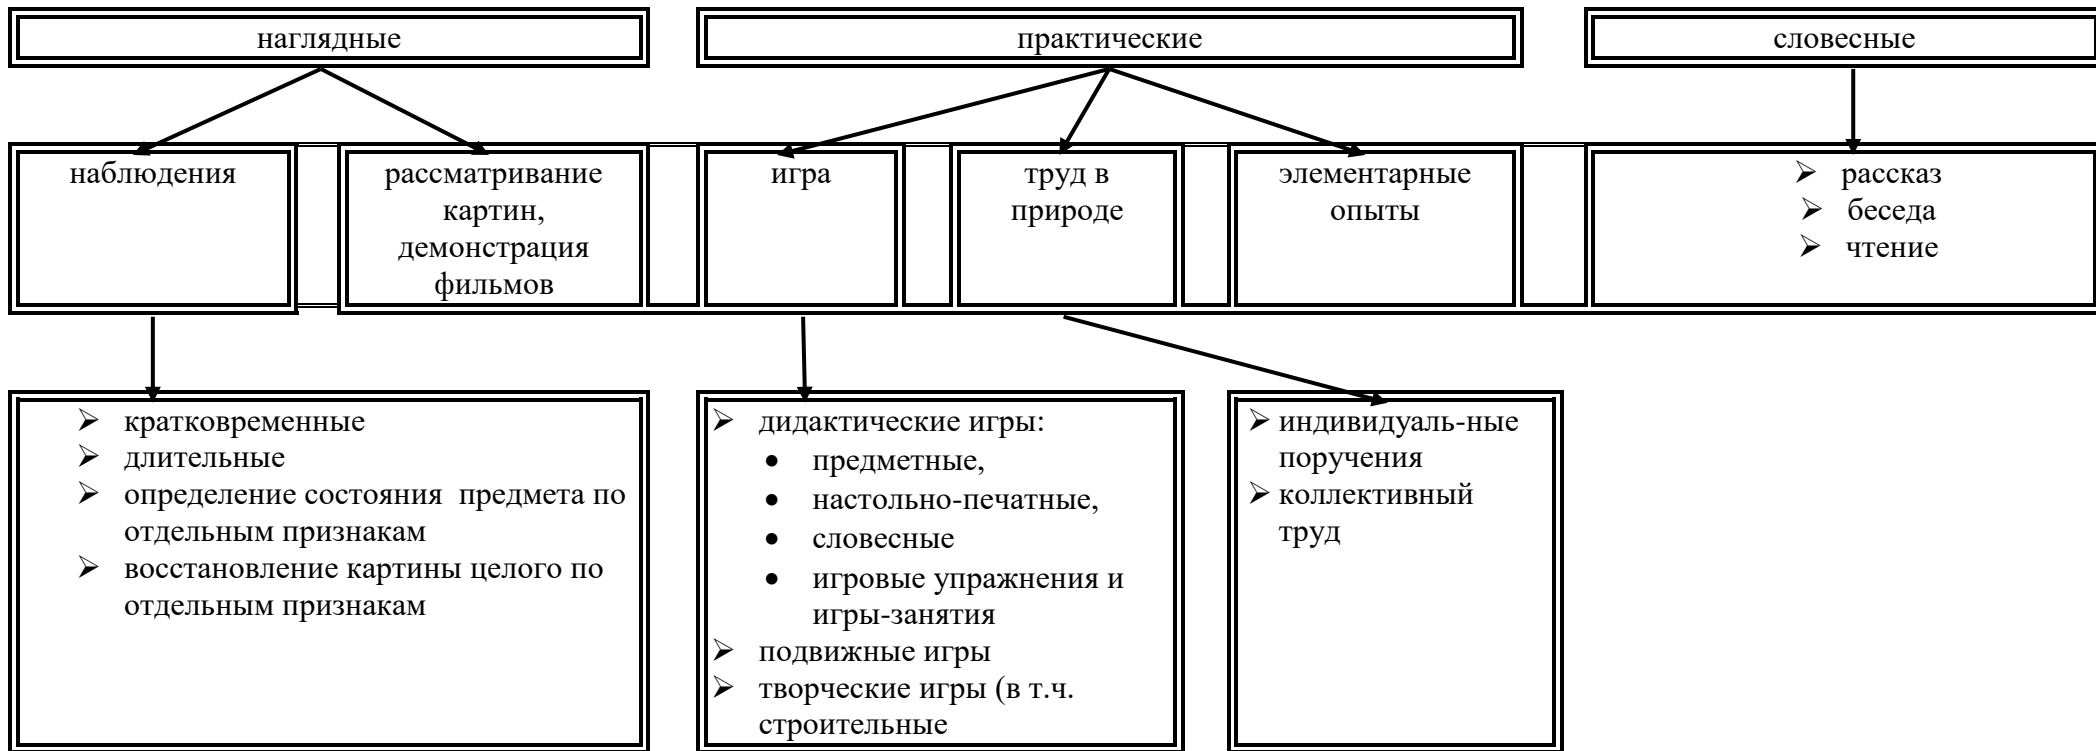 наглядные
практические
словесные
наблюдения
рассматривание
картин,
демонстрация
фильмов
игра
труд в
природе
элементарные
опыты
➢ рассказ
➢ беседа
➢ чтение
➢ кратковременные
➢ длительные
➢ определение состояния предмета по
отдельным признакам
➢ восстановление картины целого по
отдельным признакам
➢ дидактические игры:
• предметные,
• настольно-печатные,
• словесные
• игровые упражнения и
игры-занятия
➢ подвижные игры
➢ творческие игры (в т.ч.
строительные
➢ индивидуаль-ные
поручения
➢ коллективный
труд